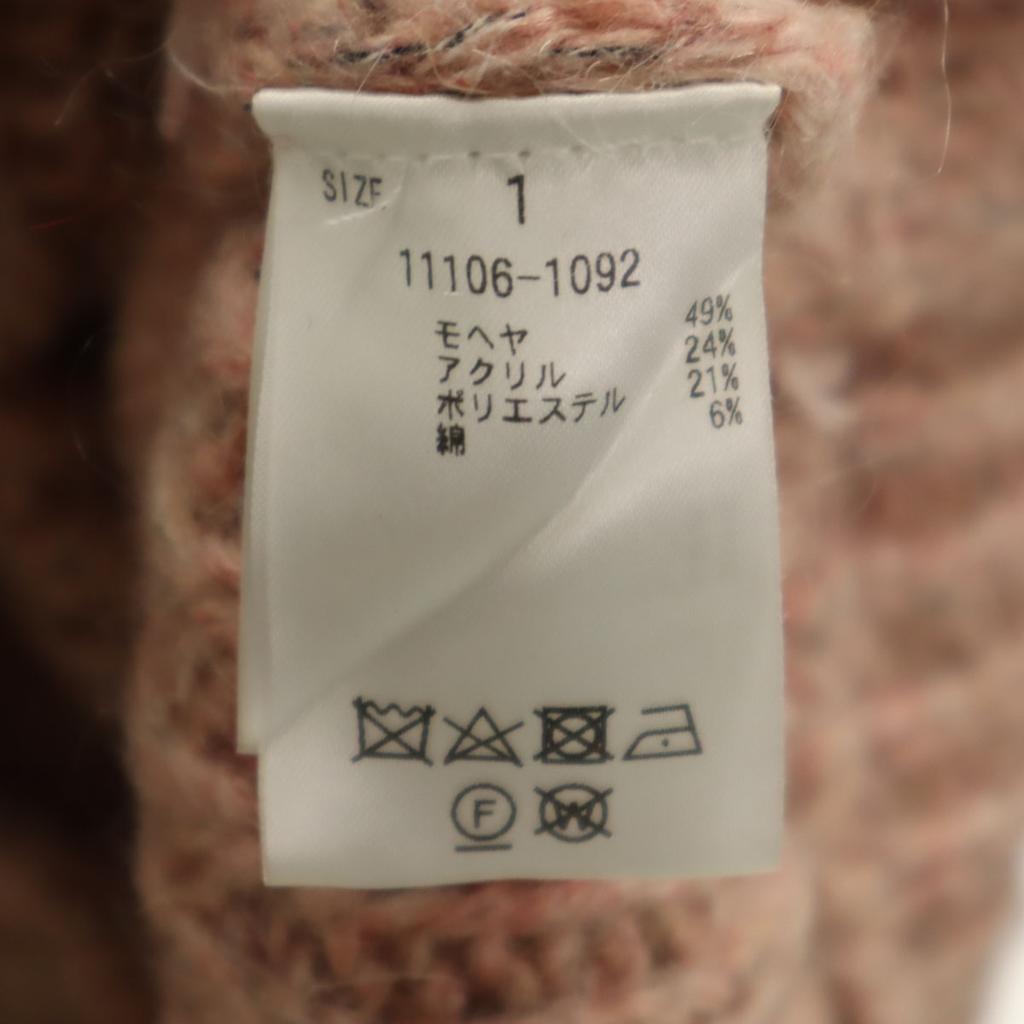 SIZE 1
11106-1092
モヘヤ 49%
アクリル 24%
ポリエステル 21%
綿 6%
F W